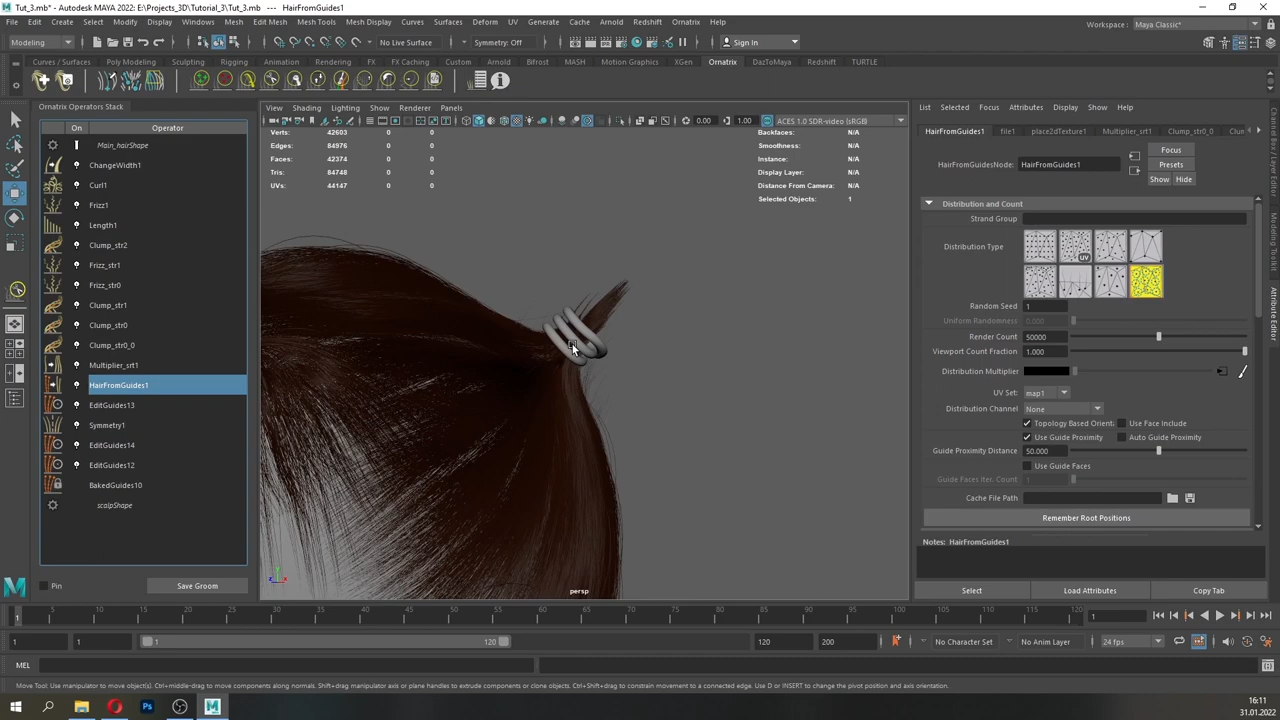 Tut_3.mb* - Autodesk MAYA 2022: E:\Projects_3D\Tutorial_3\Tut_3.mb* --- HairFromGuides1
File Edit Create Select Modify Display Windows Mesh Edit Mesh Mesh Tools Mesh Display Curves Surfaces Deform UV Generate Cache Arnold Redshift Ornatrix Help
Workspace : Maya Classic*
Modeling No Live Surface Symmetry: Off Sign In
Curves / Surfaces Poly Modeling Sculpting Rigging Animation Rendering FX FX Caching Custom Arnold Bifrost MASH Motion Graphics XGen Ornatrix DazToMaya Redshift TURTLE
Ornatrix Operators Stack
On Operator
Main_hairShape
ChangeWidth1
Curl1
Frizz1
Length1
Clump_str2
Frizz_str1
Frizz_str0
Clump_str1
Clump_str0
Clump_str0_0
Multiplier_srt1
HairFromGuides1
EditGuides13
Symmetry1
EditGuides14
EditGuides12
BakedGuides10
scalpShape
Pin Save Groom
View Shading Lighting Show Renderer Panels
0.00 1.00 ACES 1.0 SDR-video (sRGB)
Verts: 42603 0 0
Edges: 84976 0 0
Faces: 42374 0 0
Tris: 84748 0 0
UVs: 44147 0 0
Backfaces: N/A
Smoothness: N/A
Instance: N/A
Display Layer: N/A
Distance From Camera: N/A
Selected Objects: 1
persp
List Selected Focus Attributes Display Show Help
HairFromGuides1 file1 place2dTexture1 Multiplier_srt1 Clump_str0_0 Clun
HairFromGuidesNode: HairFromGuides1
Focus
Presets
Show Hide
Distribution and Count
Strand Group
Distribution Type
UV
Random Seed 1
Uniform Randomness 0.000
Render Count 50000
Viewport Count Fraction 1.000
Distribution Multiplier
UV Set: map1
Distribution Channel None
Topology Based Orient. Use Face Include
Use Guide Proximity Auto Guide Proximity
Guide Proximity Distance 50.000
Use Guide Faces
Guide Faces Iter. Count 1
Cache File Path
Remember Root Positions
Notes: HairFromGuides1
Select Load Attributes Copy Tab
Channel Box / Layer Editor
Modeling Toolkit
Attribute Editor
1 5 10 15 20 25 30 35 40 45 50 55 60 65 70 75 80 85 90 95 100 105 110 115 120 1
1 1 1 120 120 200 No Character Set No Anim Layer 24 fps
MEL
Move Tool: Use manipulator to move object(s). Ctrl+middle-drag to move components along normals. Shift+drag manipulator axis or plane handles to extrude components or clone objects. Ctrl+Shift+drag to constrain movement to a connected edge. Use D or INSERT to change the pivot position and axis orientation.
ENG 16:11
31.01.2022